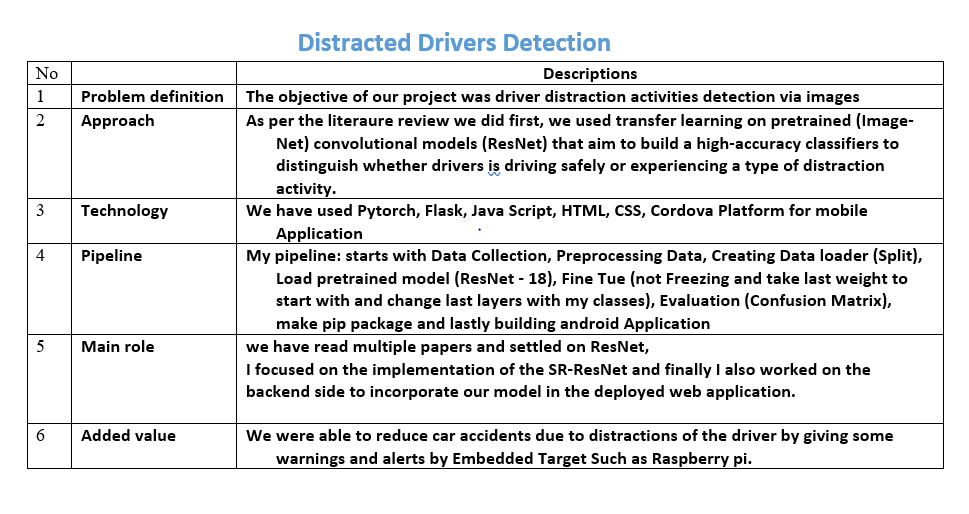 Distracted Drivers Detection
No Descriptions
1 Problem definition The objective of our project was driver distraction activities detection via images
2 Approach As per the literaure review we did first, we used transfer learning on pretrained (Image-
Net) convolutional models (ResNet) that aim to build a high-accuracy classifiers to
distinguish whether drivers is driving safely or experiencing a type of distraction
activity.
3 Technology We have used Pytorch, Flask, Java Script, HTML, CSS, Cordova Platform for mobile
Application
4 Pipeline My pipeline: starts with Data Collection, Preprocessing Data, Creating Data loader (Split),
Load pretrained model (ResNet - 18), Fine Tue (not Freezing and take last weight to
start with and change last layers with my classes), Evaluation (Confusion Matrix),
make pip package and lastly building android Application
5 Main role we have read multiple papers and settled on ResNet,
I focused on the implementation of the SR-ResNet and finally I also worked on the
backend side to incorporate our model in the deployed web application.
6 Added value We were able to reduce car accidents due to distractions of the driver by giving some
warnings and alerts by Embedded Target Such as Raspberry pi.